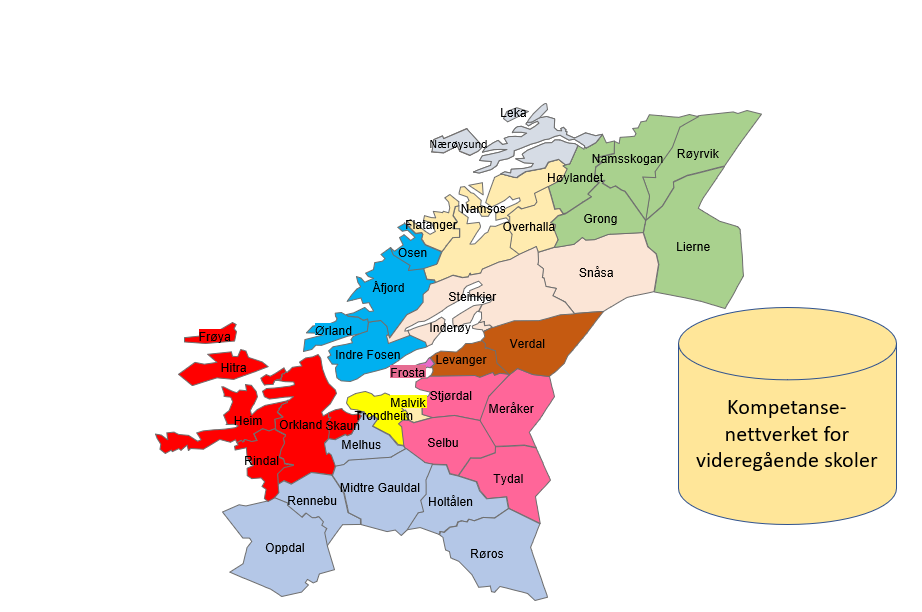 Leka
Nærøysund
Namsskogan
Røyrvik
Høylandet
Namsos
Grong
Flatanger
Overhalla
Lierne
Osen
Snåsa
Åfjord
Steinkjer
Ørland
Inderøy
Frøya
Verdal
Indre Fosen
Levanger
Hitra
Frosta
Stjørdal
Malvik
Meråker
Trondheim
Heim
Orkland
Skaun
Melhus
Selbu
Rindal
Tydal
Midtre Gauldal
Rennebu
Holtålen
Oppdal
Røros
Kompetanse-
nettverket for
videregående skoler